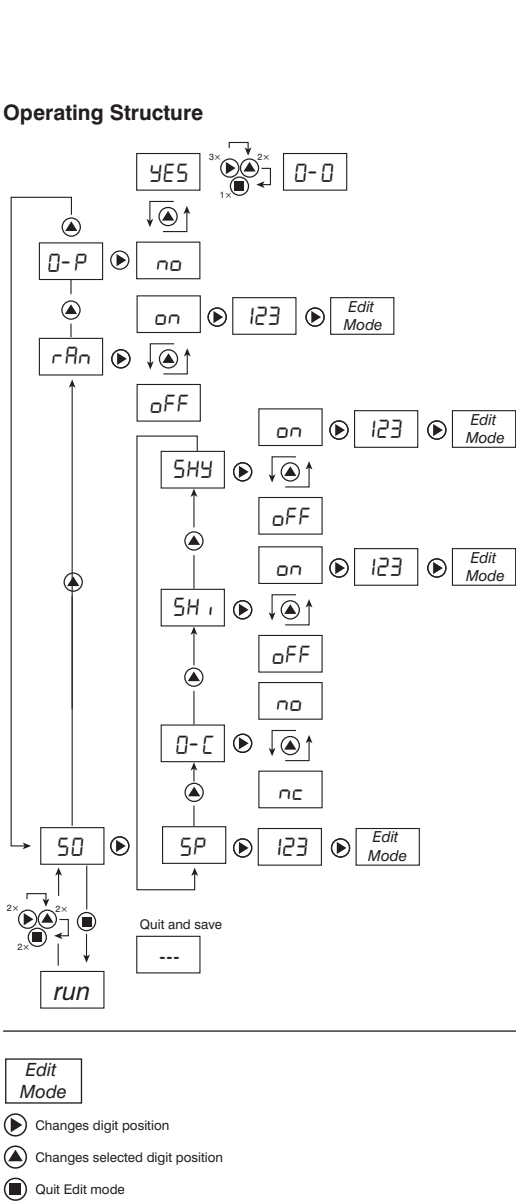 Operating Structure
YES
3×
2×
1×
0-0
0-P
no
on
123
Edit
Mode
rAn
oFF
on
123
Edit
Mode
SHY
oFF
on
123
Edit
Mode
SHi
oFF
no
0-C
nc
SO
SP
123
Edit
Mode
2×
2×
2×
Quit and save
---
run
Edit
Mode
Changes digit position
Changes selected digit position
Quit Edit mode